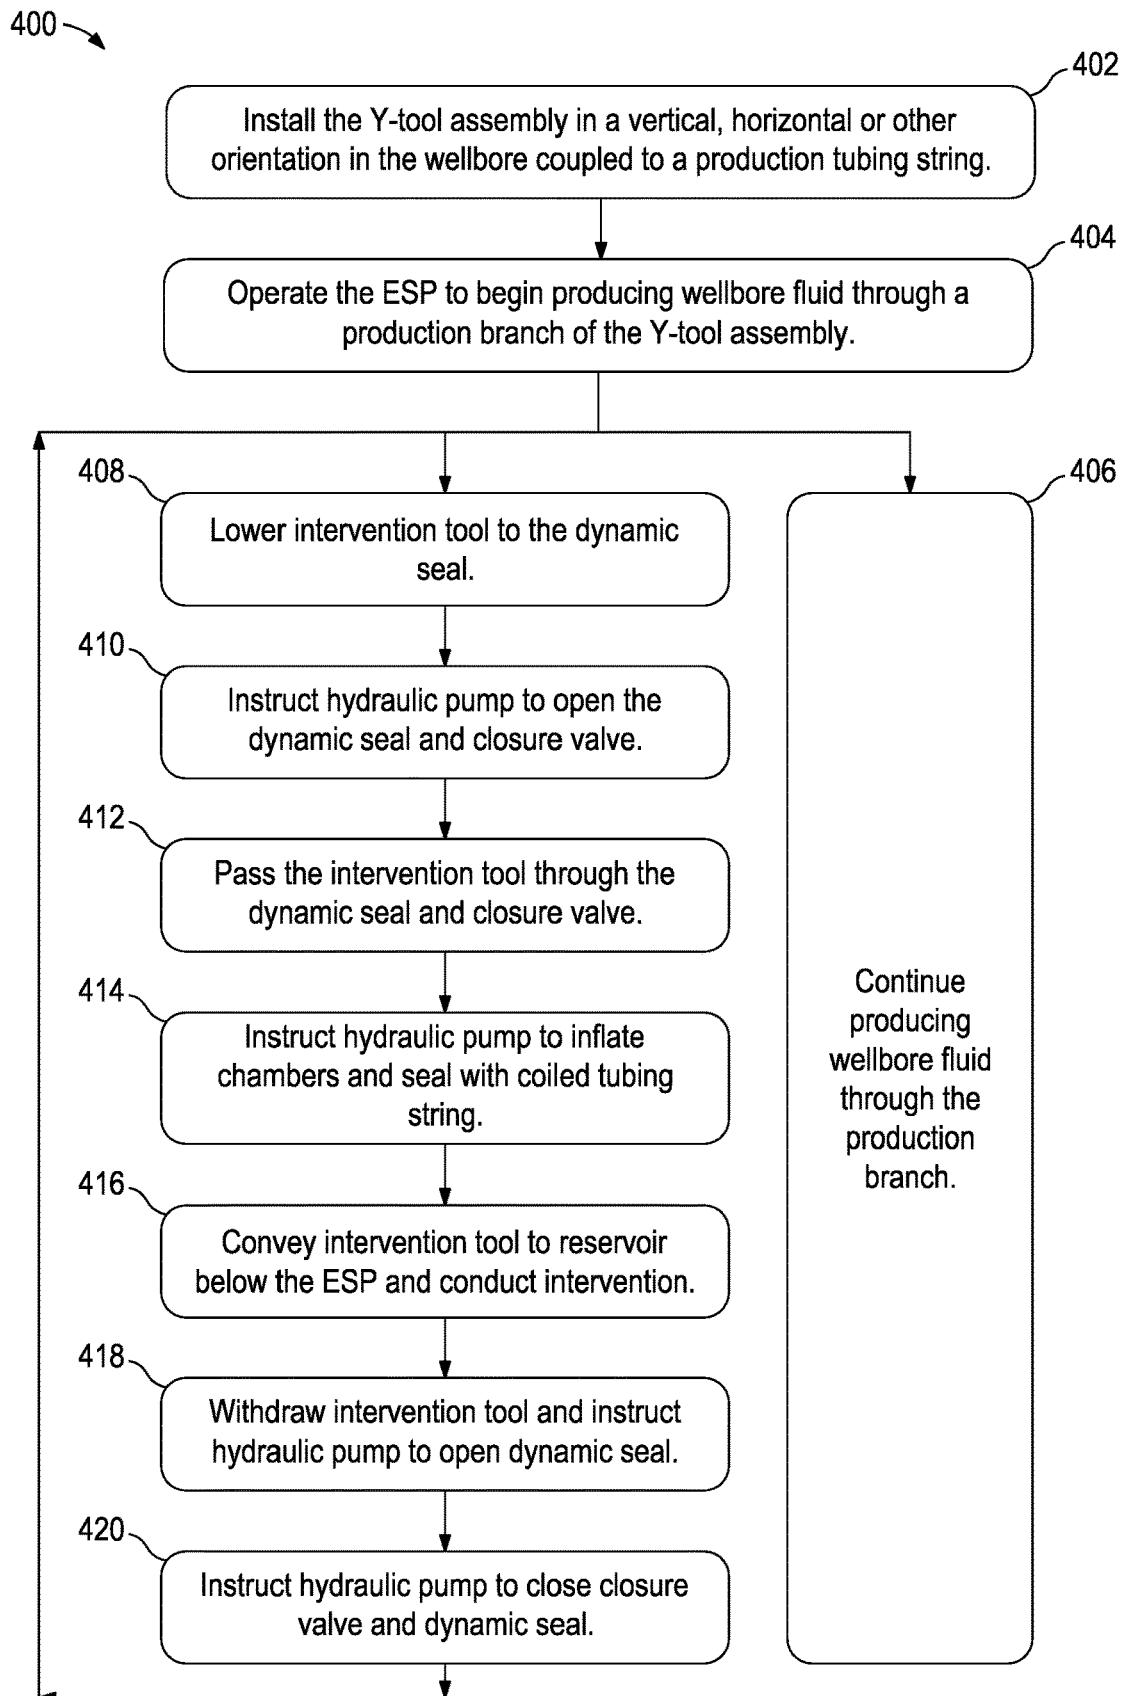 400
402
Install the Y-tool assembly in a vertical, horizontal or other
orientation in the wellbore coupled to a production tubing string.
404
Operate the ESP to begin producing wellbore fluid through a
production branch of the Y-tool assembly.
408
Lower intervention tool to the dynamic
seal.
410
Instruct hydraulic pump to open the
dynamic seal and closure valve.
412
Pass the intervention tool through the
dynamic seal and closure valve.
414
Instruct hydraulic pump to inflate
chambers and seal with coiled tubing
string.
416
Convey intervention tool to reservoir
below the ESP and conduct intervention.
418
Withdraw intervention tool and instruct
hydraulic pump to open dynamic seal.
420
Instruct hydraulic pump to close closure
valve and dynamic seal.
406
Continue
producing
wellbore fluid
through the
production
branch.